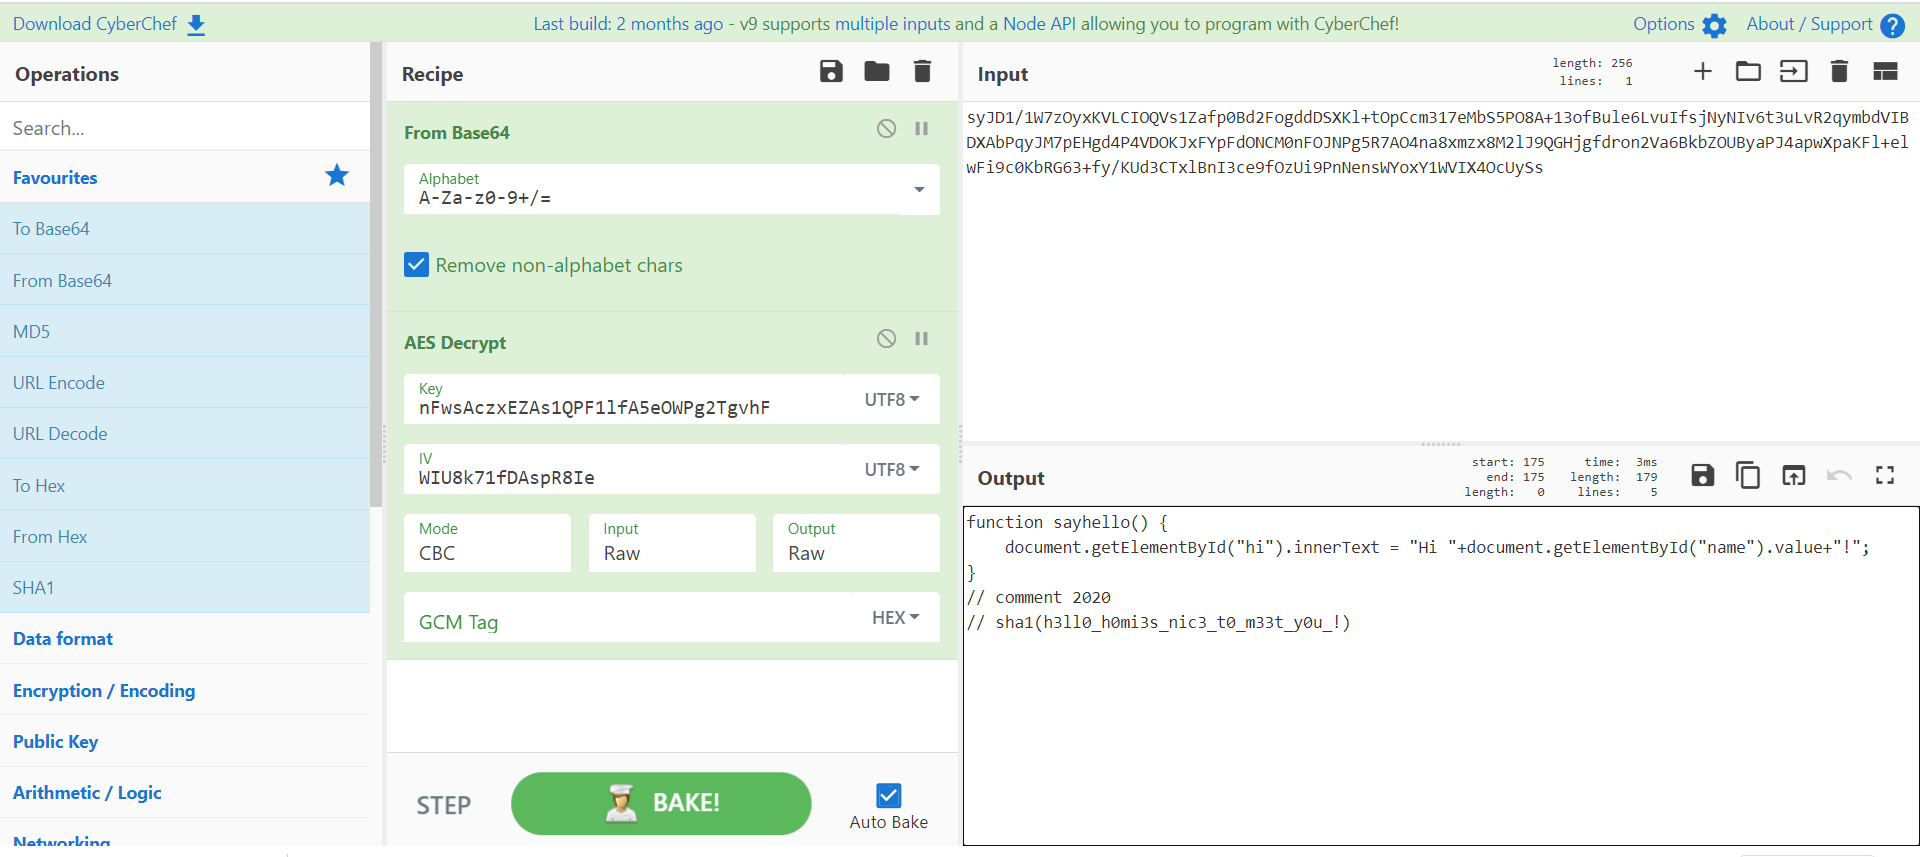 Download CyberChef
Last build: 2 months ago - v9 supports multiple inputs and a Node API allowing you to program with CyberChef!
Options
About / Support
Operations
Search...
Favourites
To Base64
From Base64
MD5
URL Encode
URL Decode
To Hex
From Hex
SHA1
Data format
Encryption / Encoding
Public Key
Arithmetic / Logic
Networking
Recipe
From Base64
Alphabet
A-Za-z0-9+/=
Remove non-alphabet chars
AES Decrypt
Key
nFwsAczxEZAs1QPF1lfA5eOWPg2TgvhF
UTF8
IV
WIU8k71fDAspR8Ie
UTF8
Mode
CBC
Input
Raw
Output
Raw
GCM Tag
HEX
STEP
BAKE!
Auto Bake
Input
length: 256
lines: 1
syJD1/1W7zOyxKVLCIOQVs1Zafp0Bd2FogddDSXKl+tOpCcm317eMbS5PO8A+13ofBule6LvuIfsjNyNIv6t3uLvR2qymbdVIB
DXAbPqyJM7pEHgd4P4VDOKJxFYpFdONCM0nFOJNPg5R7AO4na8xmzx8M2lJ9QGHjgfdron2Va6BkbZOUByaPJ4apwXpaKFl+el
wFi9c0KbRG63+fy/KUd3CTxlBnI3ce9fOzUi9PnNensWYoxY1WVIX4OcUySs
Output
start: 175
end: 175
length: 0
time: 3ms
length: 179
lines: 5
function sayhello() {
    document.getElementById("hi").innerText = "Hi "+document.getElementById("name").value+"!";
}
// comment 2020
// sha1(h3ll0_h0mi3s_nic3_t0_m33t_y0u_!)